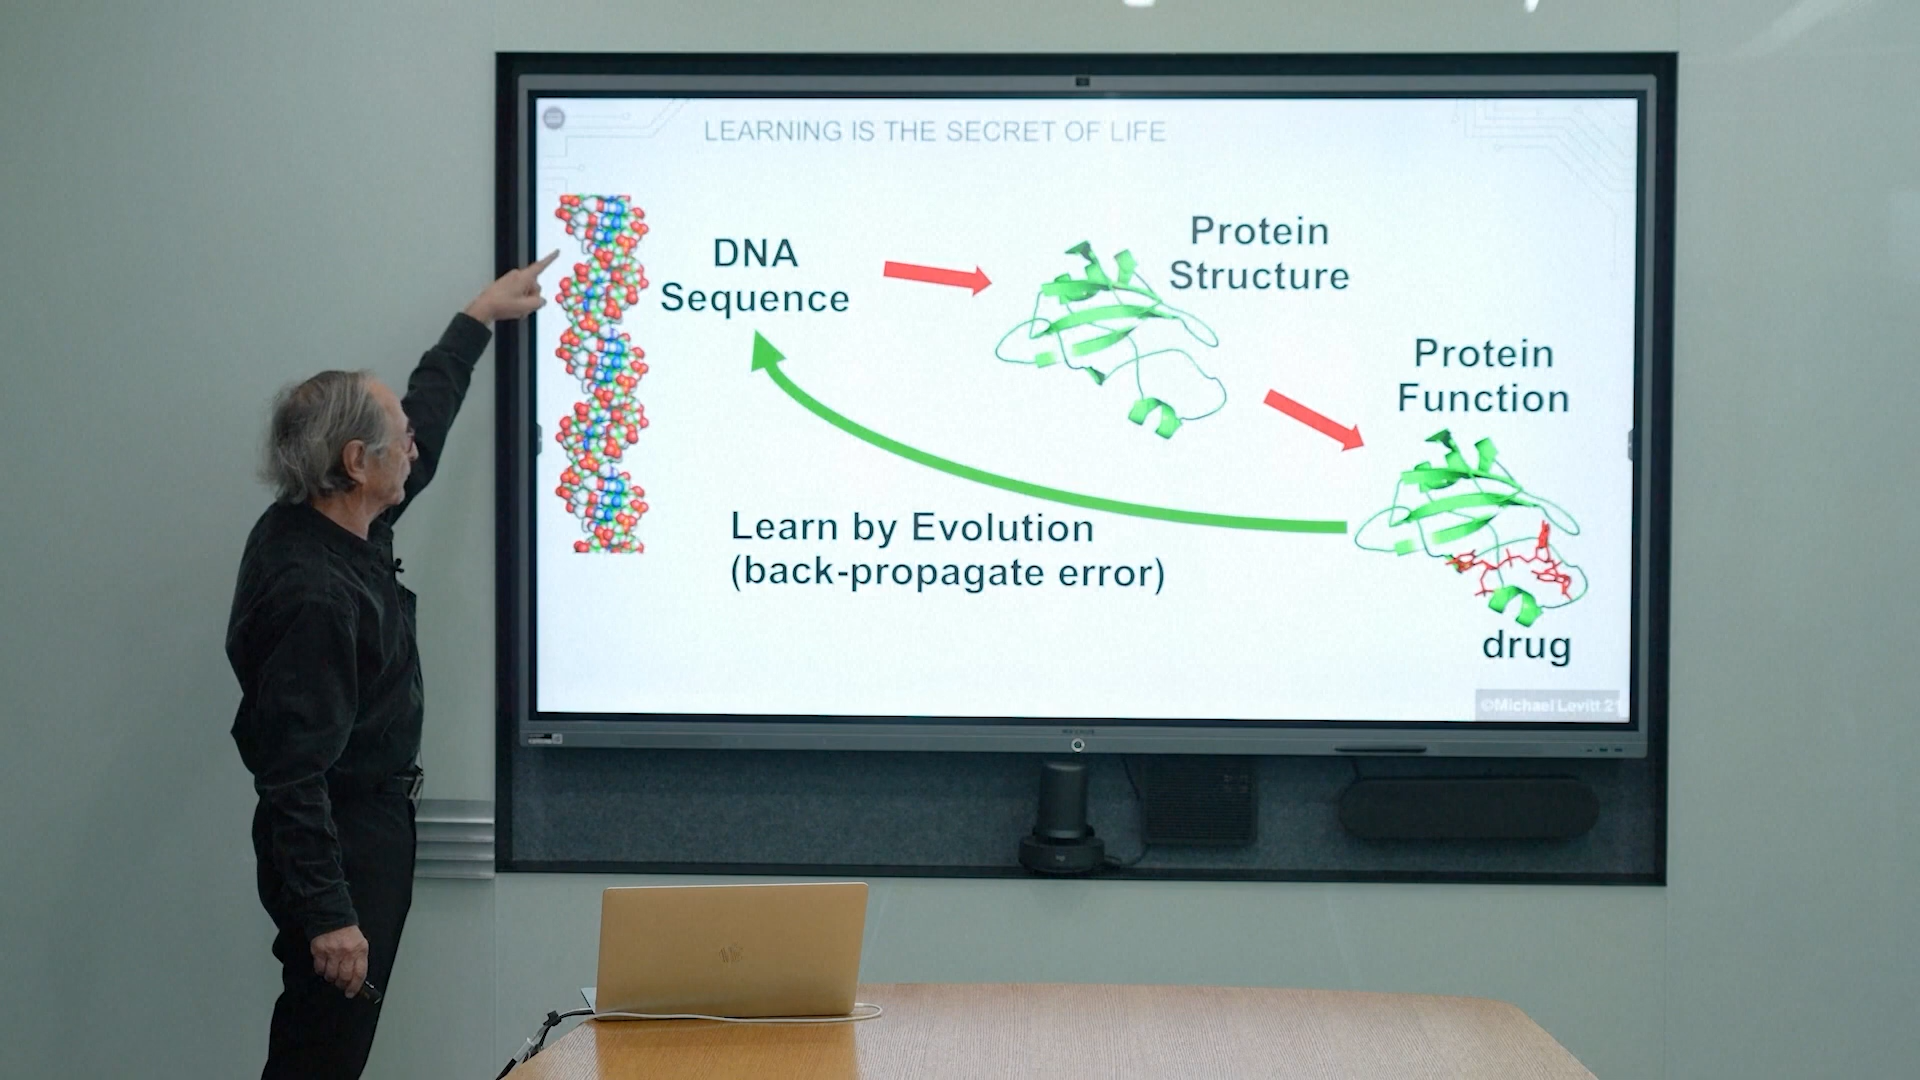 LEARNING IS THE SECRET OF LIFE
DNA
Sequence
Protein
Structure
Protein
Function
Learn by Evolution
(back-propagate error)
drug
©Michael Levitt 21